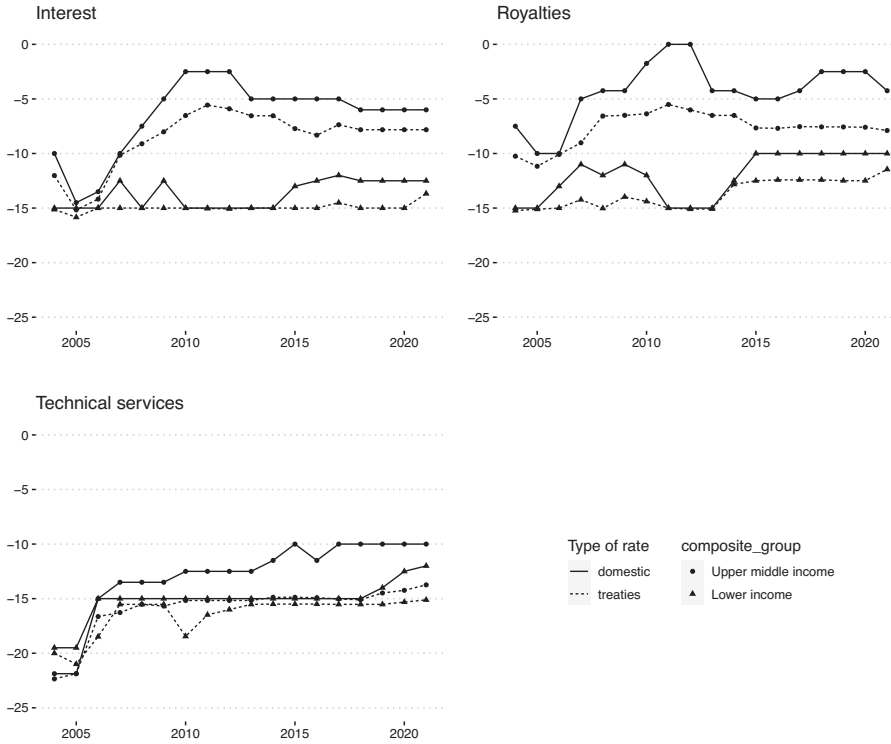 Interest
0
−5
−10
−15
−20
−25
2005 2010 2015 2020
Royalties
0
−5
−10
−15
−20
−25
2005 2010 2015 2020
Technical services
0
−5
−10
−15
−20
−25
2005 2010 2015 2020
Type of rate
domestic
treaties
composite_group
Upper middle income
Lower income